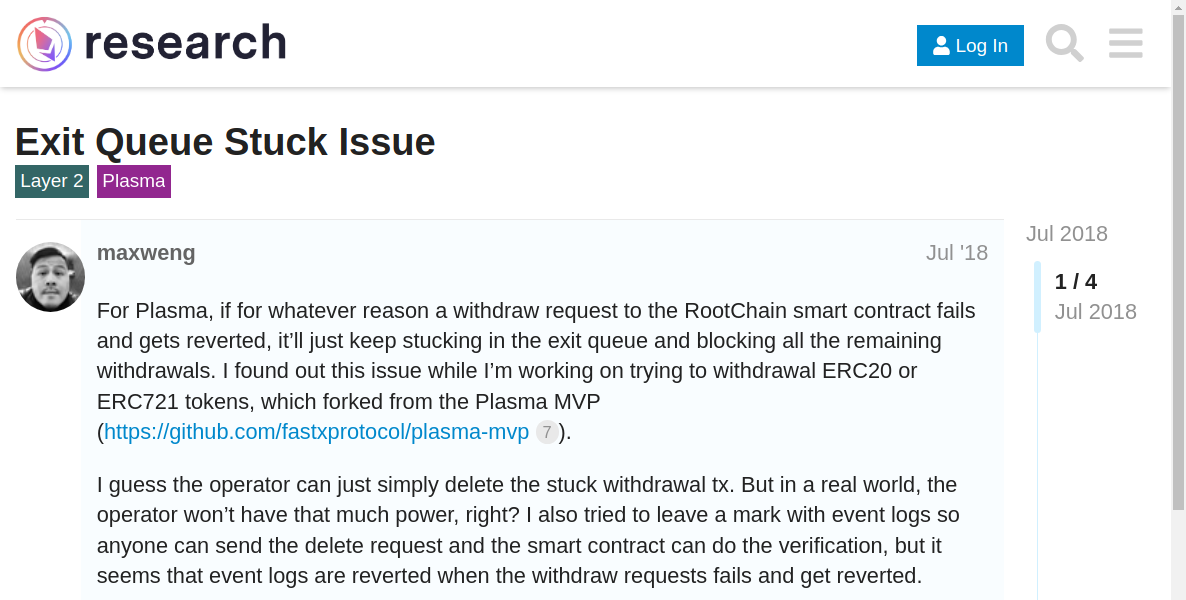 research
Log In
Exit Queue Stuck Issue
Layer 2 Plasma
maxweng
Jul '18
For Plasma, if for whatever reason a withdraw request to the RootChain smart contract fails
and gets reverted, it’ll just keep stucking in the exit queue and blocking all the remaining
withdrawals. I found out this issue while I’m working on trying to withdrawal ERC20 or
ERC721 tokens, which forked from the Plasma MVP
(https://github.com/fastxprotocol/plasma-mvp 7).
I guess the operator can just simply delete the stuck withdrawal tx. But in a real world, the
operator won’t have that much power, right? I also tried to leave a mark with event logs so
anyone can send the delete request and the smart contract can do the verification, but it
seems that event logs are reverted when the withdraw requests fails and get reverted.
Jul 2018
1 / 4
Jul 2018